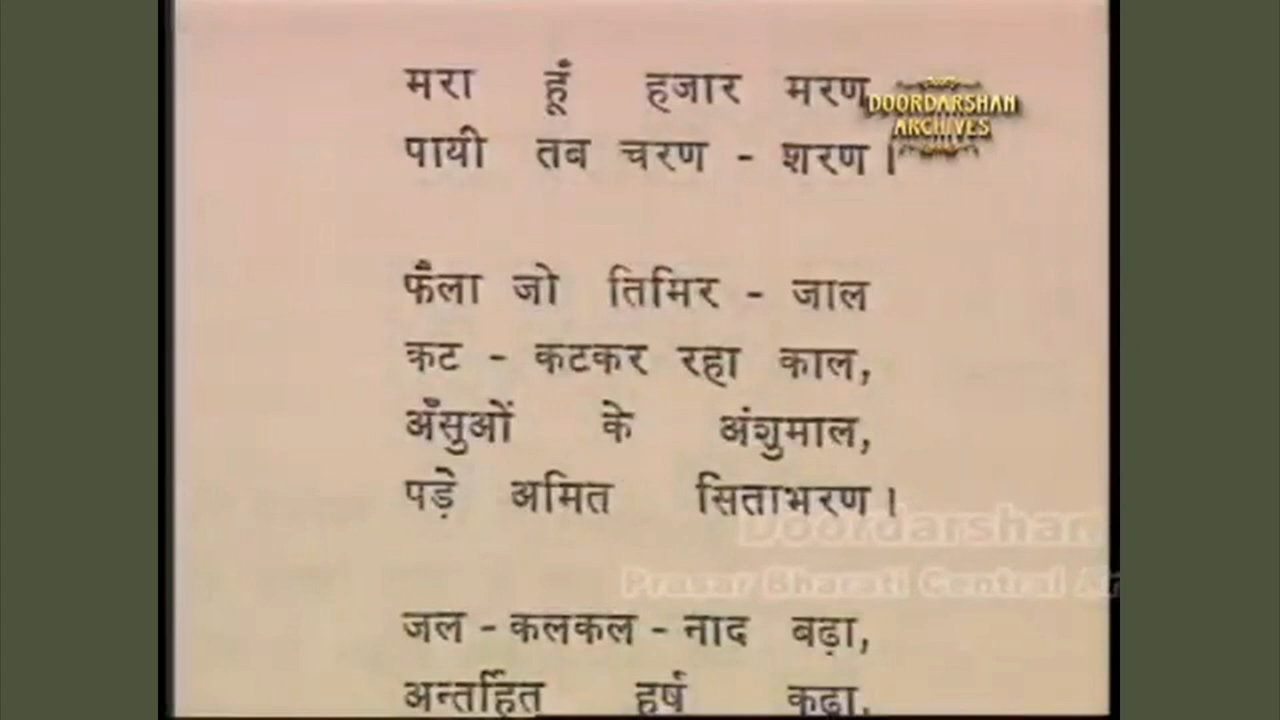 मरा हूं हजार मरण
DOORDARSHAN
ARCHIVES
पायी तव चरण - शरण।
फैला जो तिमिर - जाल
कट - कटकर रहा काल,
अँसुओं के अंशुमाल,
पड़े अमित सिताभरण।
Doordarshan
Prasar Bharati Central Ar
जल - कलकल - नाद बढ़ा,
अन्तर्हित हर्ष कढ़ा,